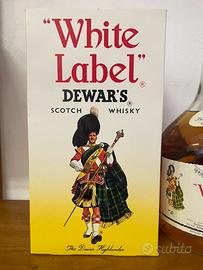 "White
Label"®
DEWAR'S®
SCOTCH WHISKY
The Dewar Highlander
subito